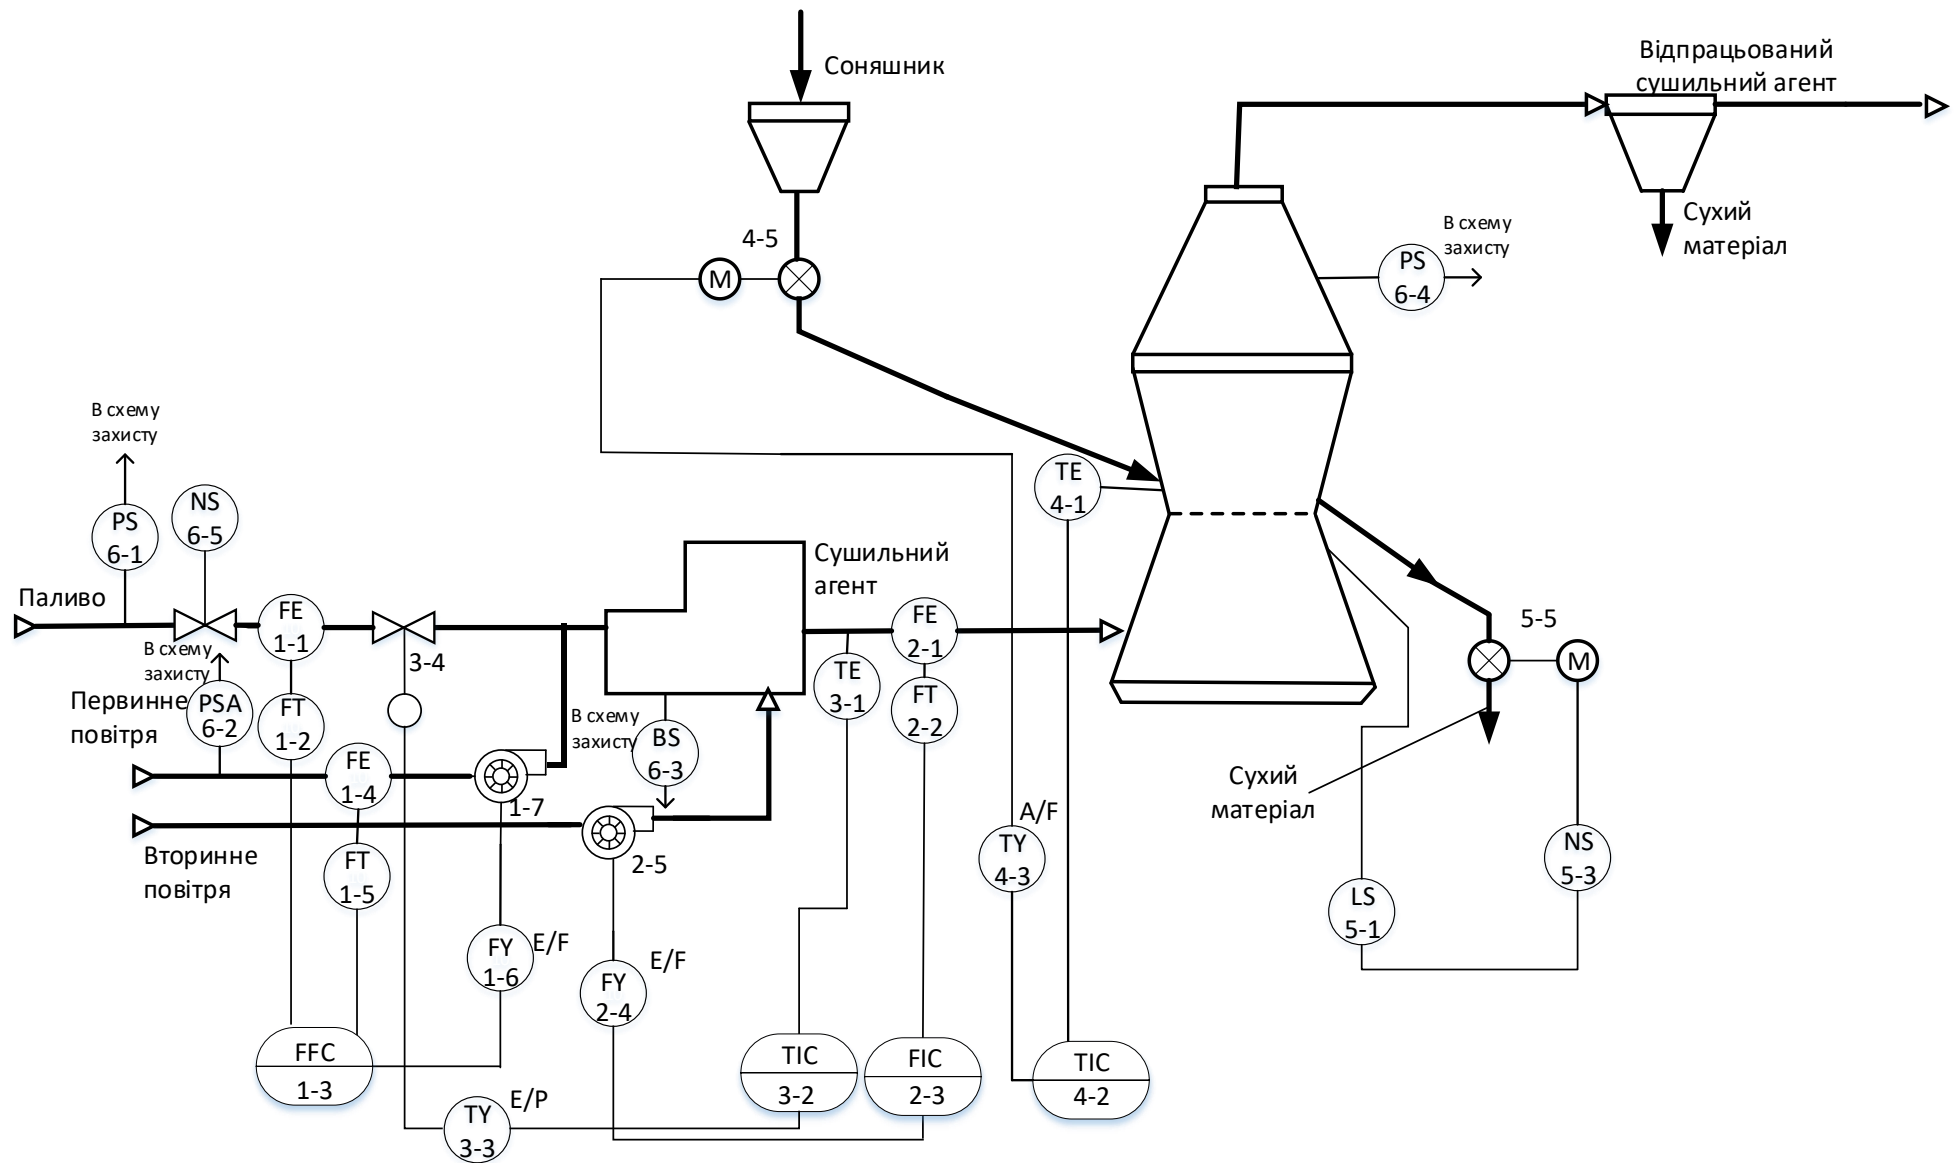 Соняшник
Відпрацьований
сушильний агент
Сухий
матеріал
4-5
M
В схему
захисту
PS
6-4
В схему
захисту
PS
6-1
NS
6-5
TE
4-1
Паливо
FE
1-1
3-4
Сушильний
агент
FE
2-1
5-5
M
В схему
захисту
PSA
6-2
Первинне
повітря
FT
1-2
TE
3-1
FT
2-2
В схему
захисту
BS
6-3
FE
1-4
1-7
Сухий
матеріал
Вторинне
повітря
FT
1-5
2-5
A/F
TY
4-3
NS
5-3
LS
5-1
FY
1-6
E/F
FY
2-4
E/F
FFC
1-3
TIC
3-2
FIC
2-3
TIC
4-2
TY
3-3
E/P